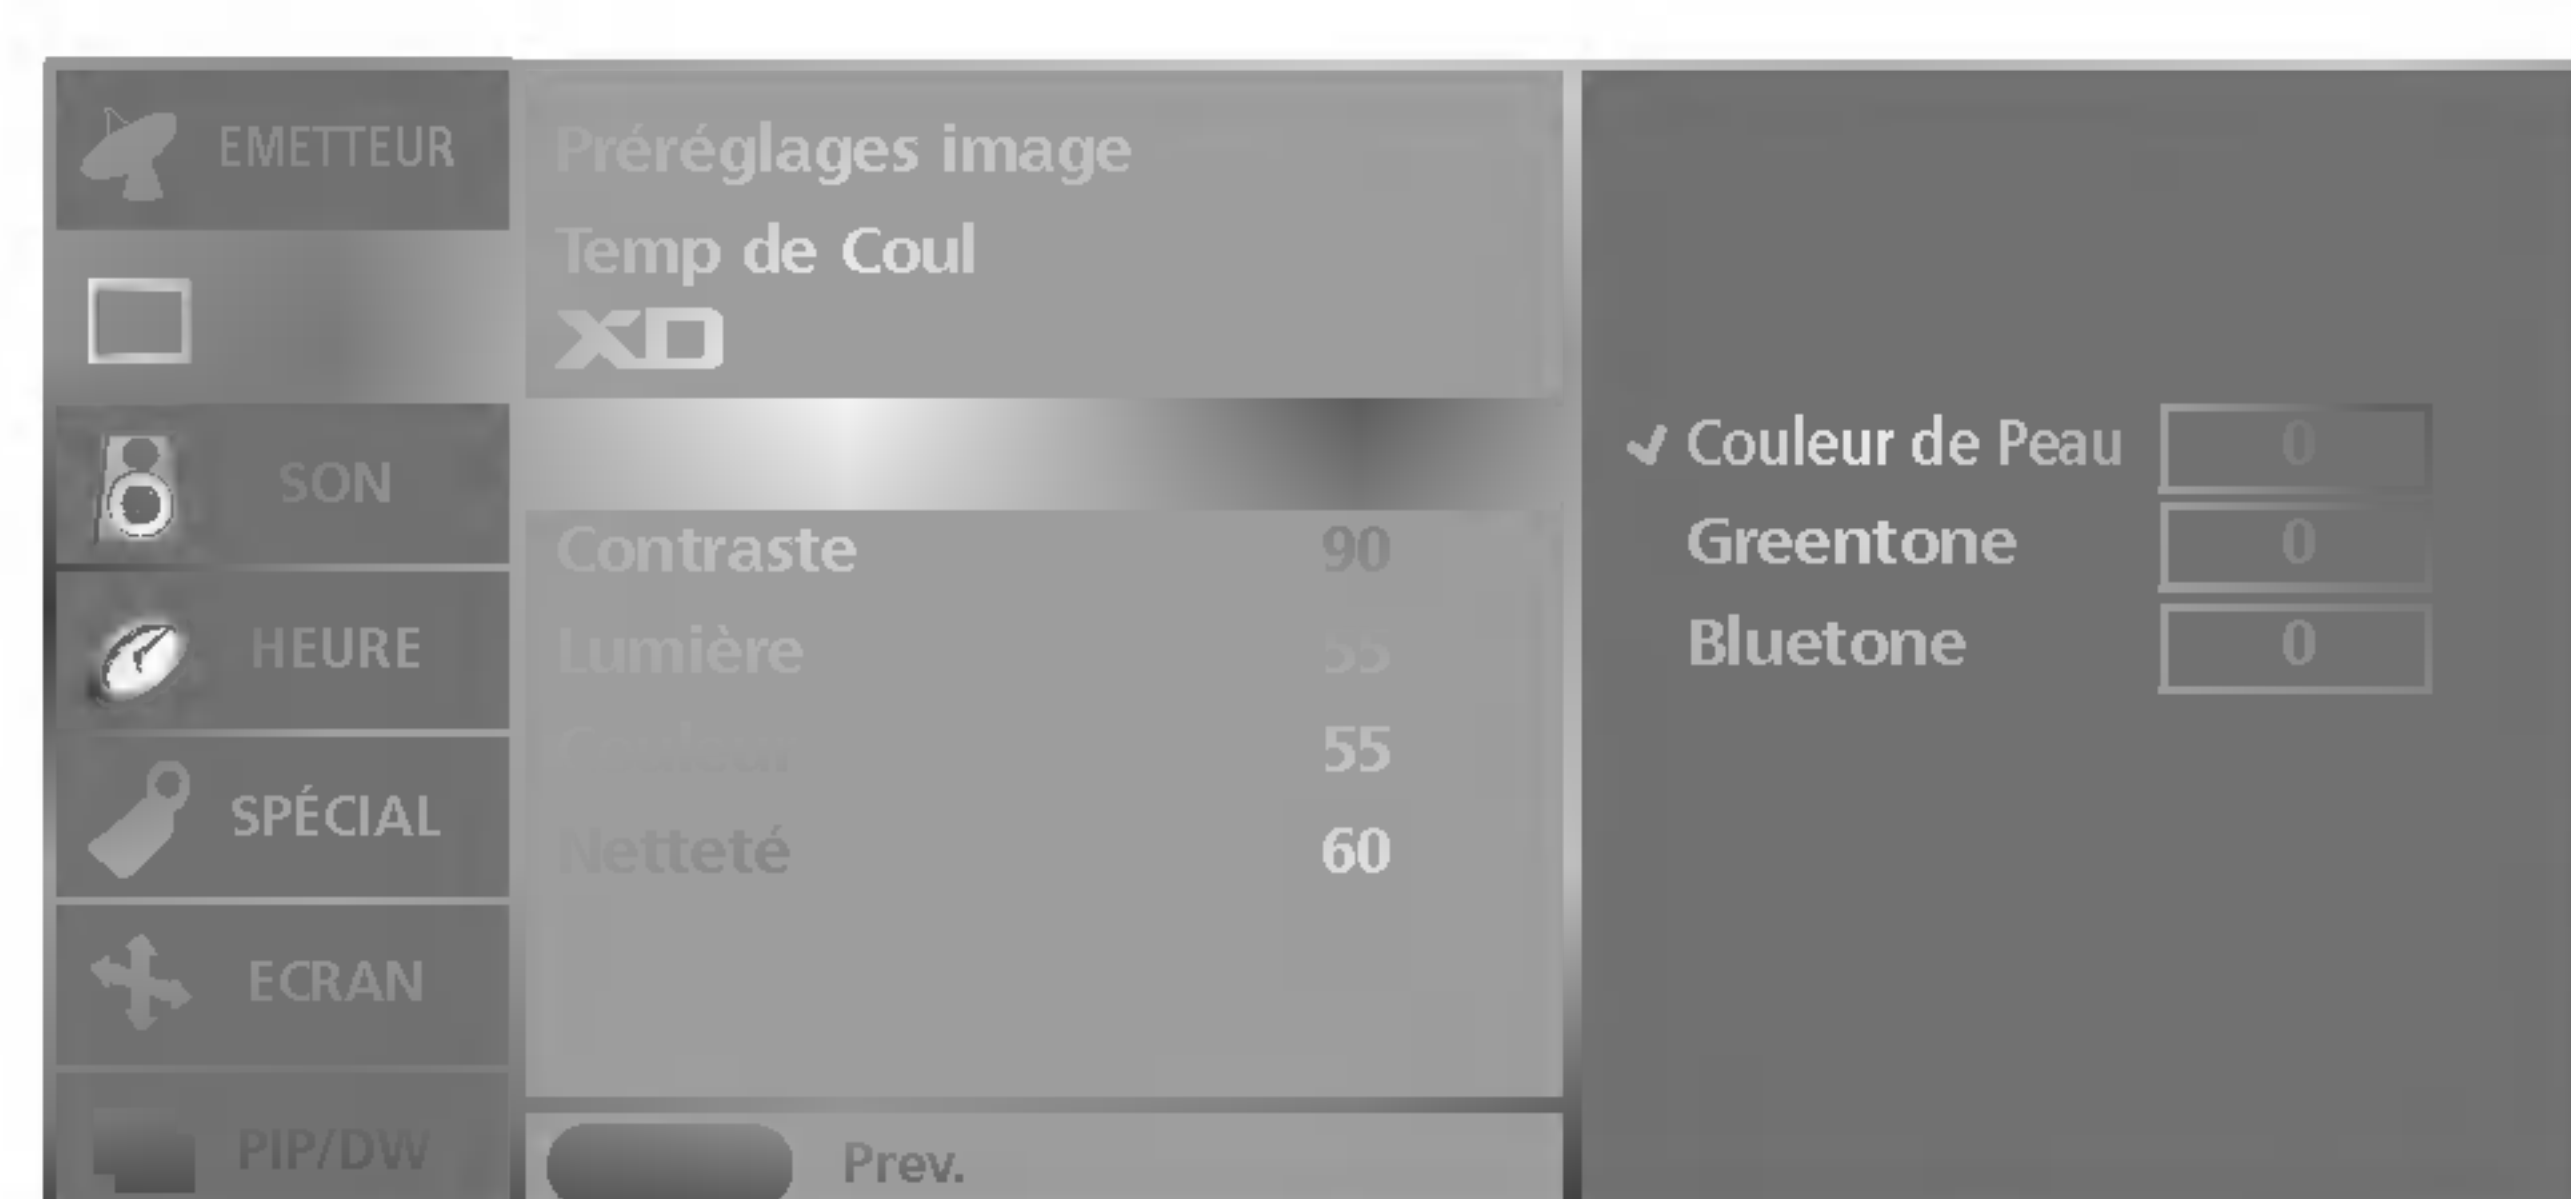 EMETTEUR
SON
HEURE
SPÉCIAL
ECRAN
PIP/DW
Préréglages image
Temp de Coul
XD
Contraste 90
Lumière 55
Couleur 55
Netteté 60
Prev.
Couleur de Peau 0
Greentone 0
Bluetone 0